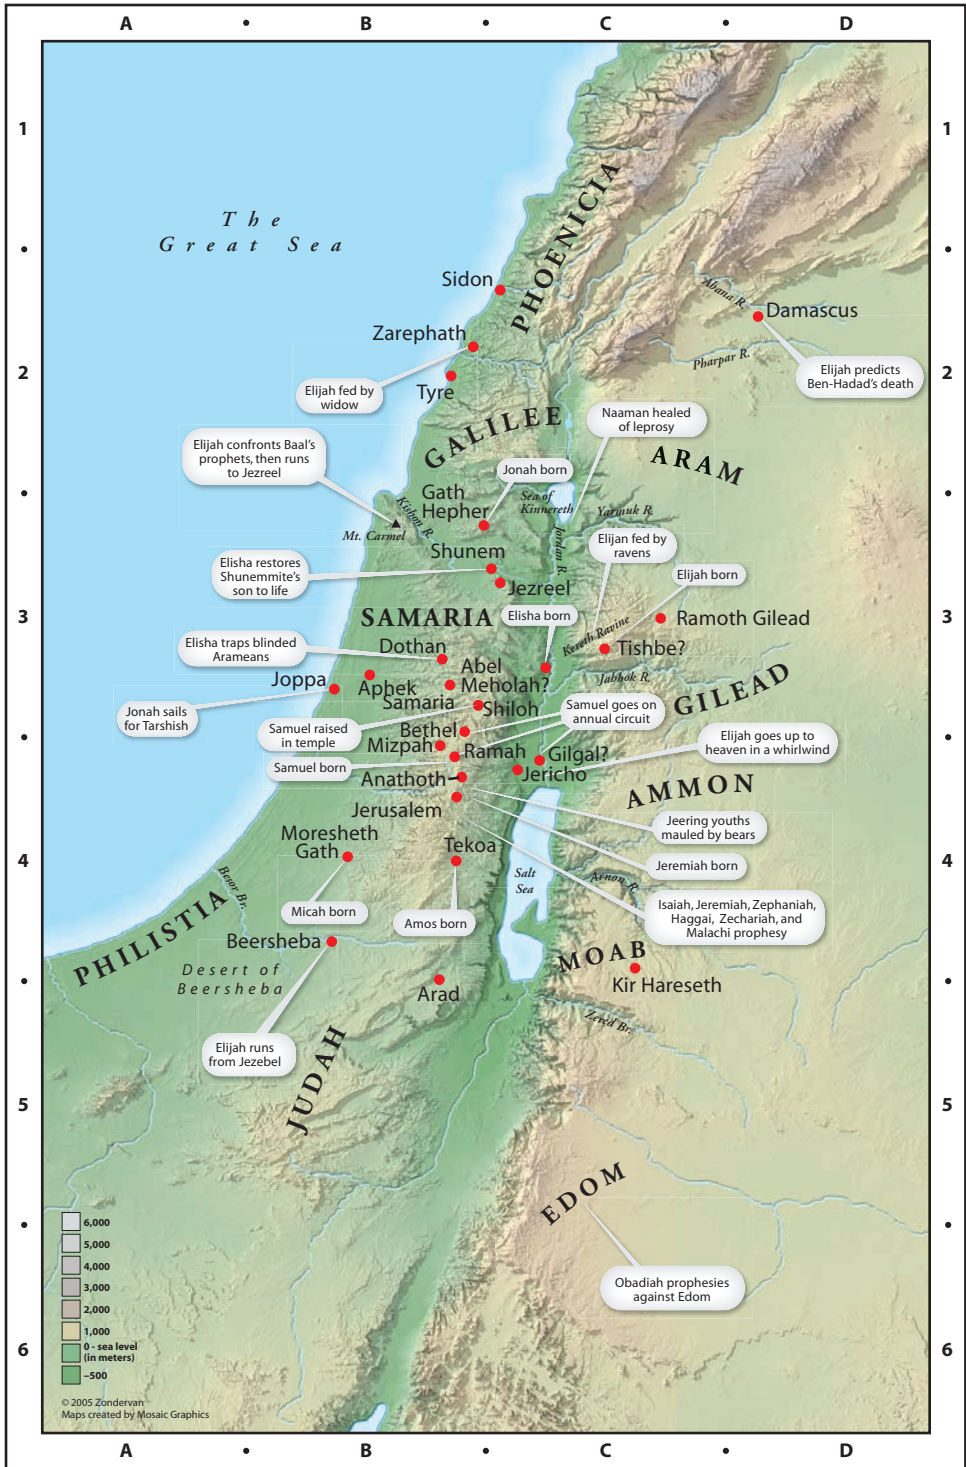 A • B • C • D
1
1
The
Great Sea
PHOENICIA
•
•
Sidon
Abana R.
Damascus
Zarephath
Pharpar R.
2
2
Elijah predicts
Ben-Hadad's death
Tyre
Elijah fed by
widow
Naaman healed
of leprosy
GALILEE
Elijah confronts Baal's
prophets, then runs
to Jezreel
ARAM
Jonah born
•
•
Gath
Hepher
Sea of
Kinnereth
Kishon R.
Yarmuk R.
Mt. Carmel
Jordan R.
Elijan fed by
ravens
Shunem
Elisha restores
Shunemmite's
son to life
Elijah born
Jezreel
3
3
SAMARIA
Elisha born
Ramoth Gilead
Kereth Ravine
Elisha traps blinded
Arameans
Dothan
Tishbe?
Abel
Meholah?
Joppa
Aphek
Jabbok R.
GILEAD
Samaria
Shiloh
Jonah sails
for Tarshish
Samuel goes on
annual circuit
Samuel raised
in temple
Bethel
•
•
Mizpah
Ramah
Gilgal?
Elijah goes up to
heaven in a whirlwind
Samuel born
Anathoth
Jericho
AMMON
Jerusalem
Jeering youths
mauled by bears
Moresheth
Gath
Tekoa
4
4
Jeremiah born
Salt
Sea
Arnon R.
Besor Br.
Micah born
Amos born
Isaiah, Jeremiah, Zephaniah,
Haggai, Zechariah, and
Malachi prophesy
PHILISTIA
Beersheba
MOAB
Desert of
Beersheba
•
•
Arad
Kir Hareseth
Zered Br.
Elijah runs
from Jezebel
JUDAH
5
5
EDOM
•
•
6,000
5,000
4,000
3,000
2,000
1,000
0 - sea level
(in meters)
–500
Obadiah prophesies
against Edom
6
6
© 2005 Zondervan
Maps created by Mosaic Graphics
A • B • C • D